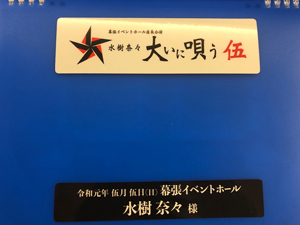 幕張イベントホール座長公演
水樹奈々 大いに唄う 伍
令和元年 伍月 伍日(日) 幕張イベントホール
水樹 奈々 様